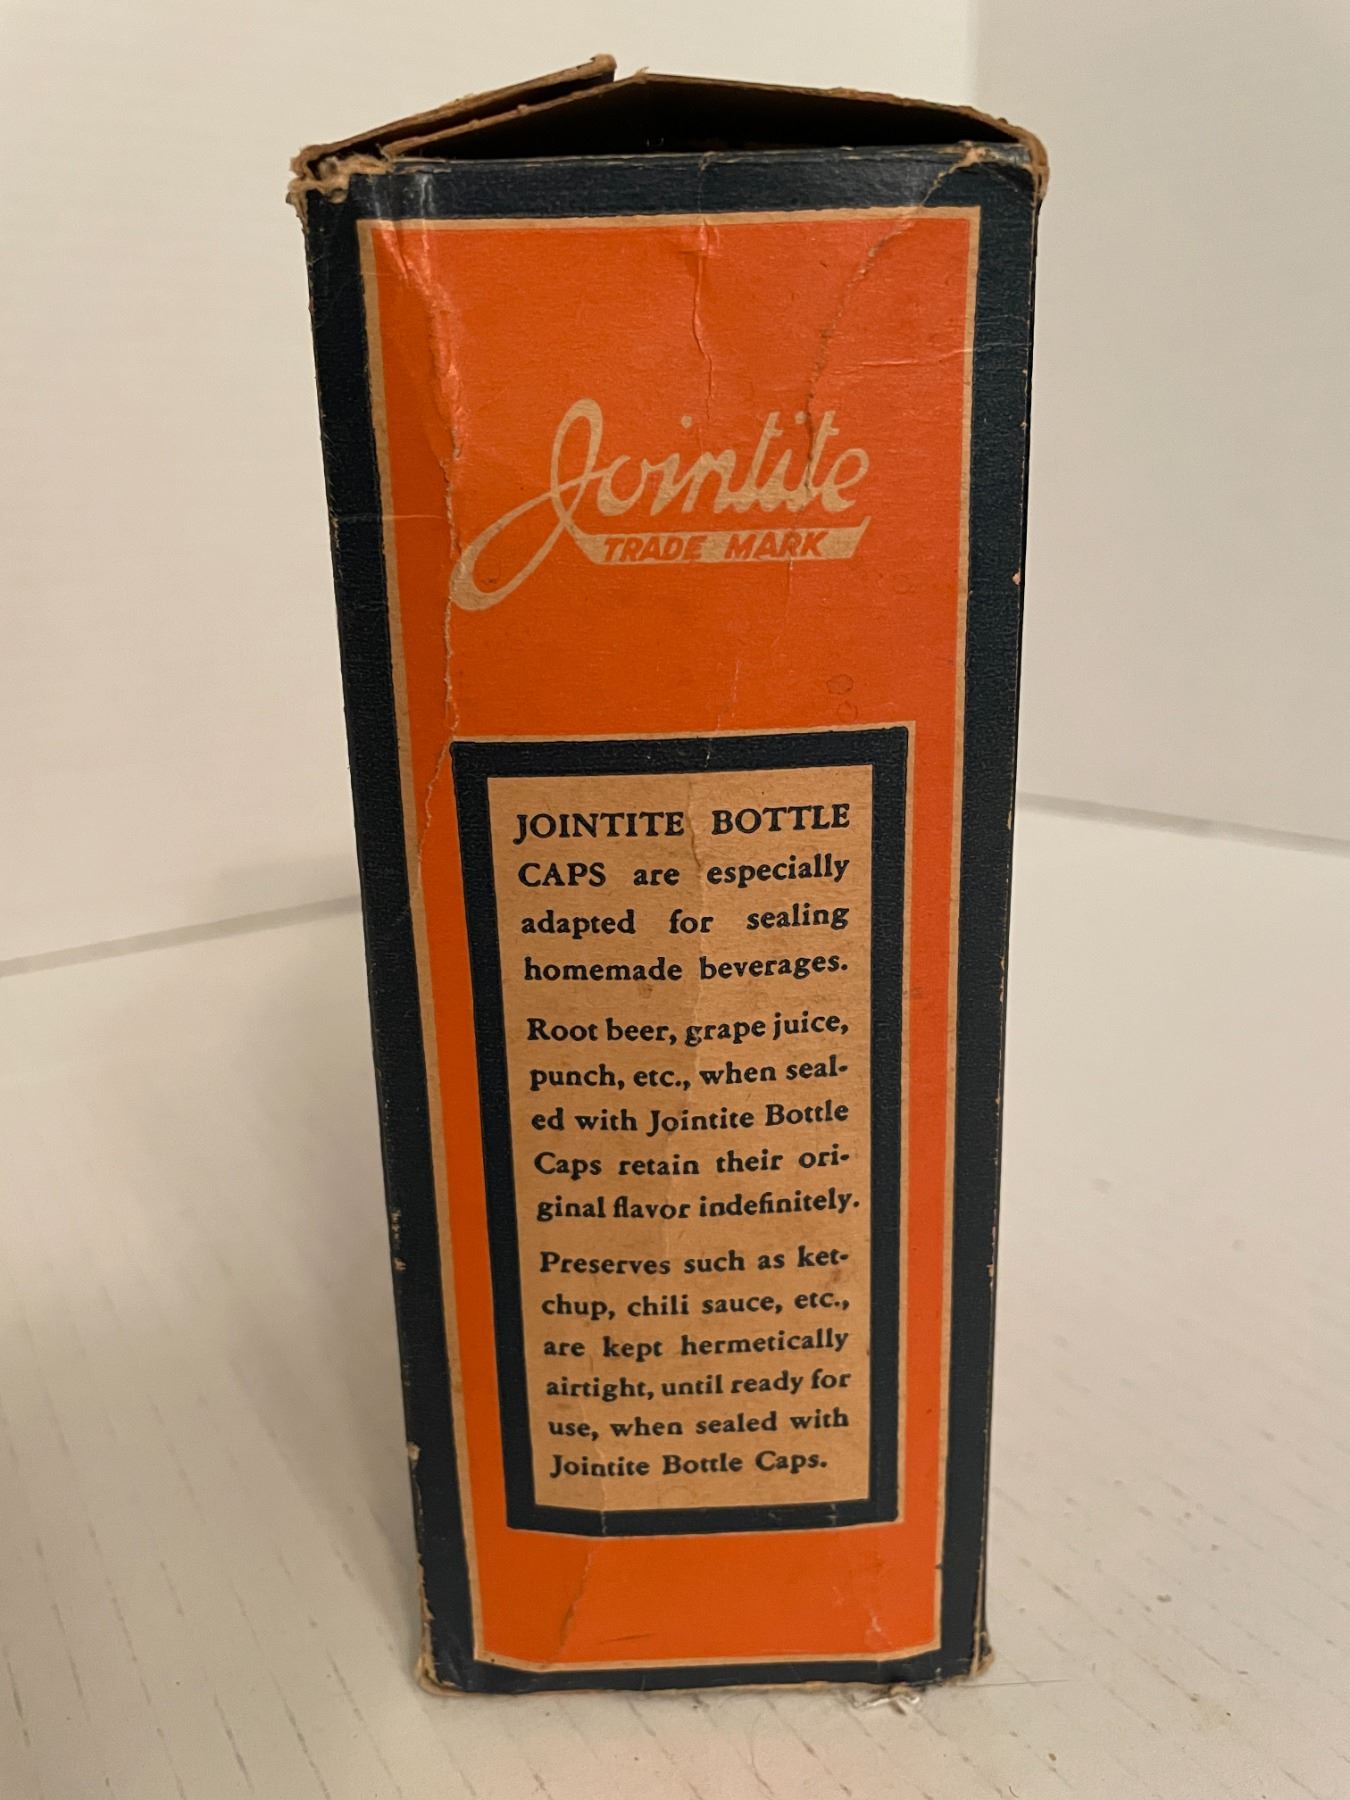 Jointite
TRADE MARK
JOINTITE BOTTLE
CAPS are especially
adapted for sealing
homemade beverages.
Root beer, grape juice,
punch, etc., when seal-
ed with Jointite Bottle
Caps retain their ori-
ginal flavor indefinitely.
Preserves such as ket-
chup, chili sauce, etc.,
are kept hermetically
airtight, until ready for
use, when sealed with
Jointite Bottle Caps.